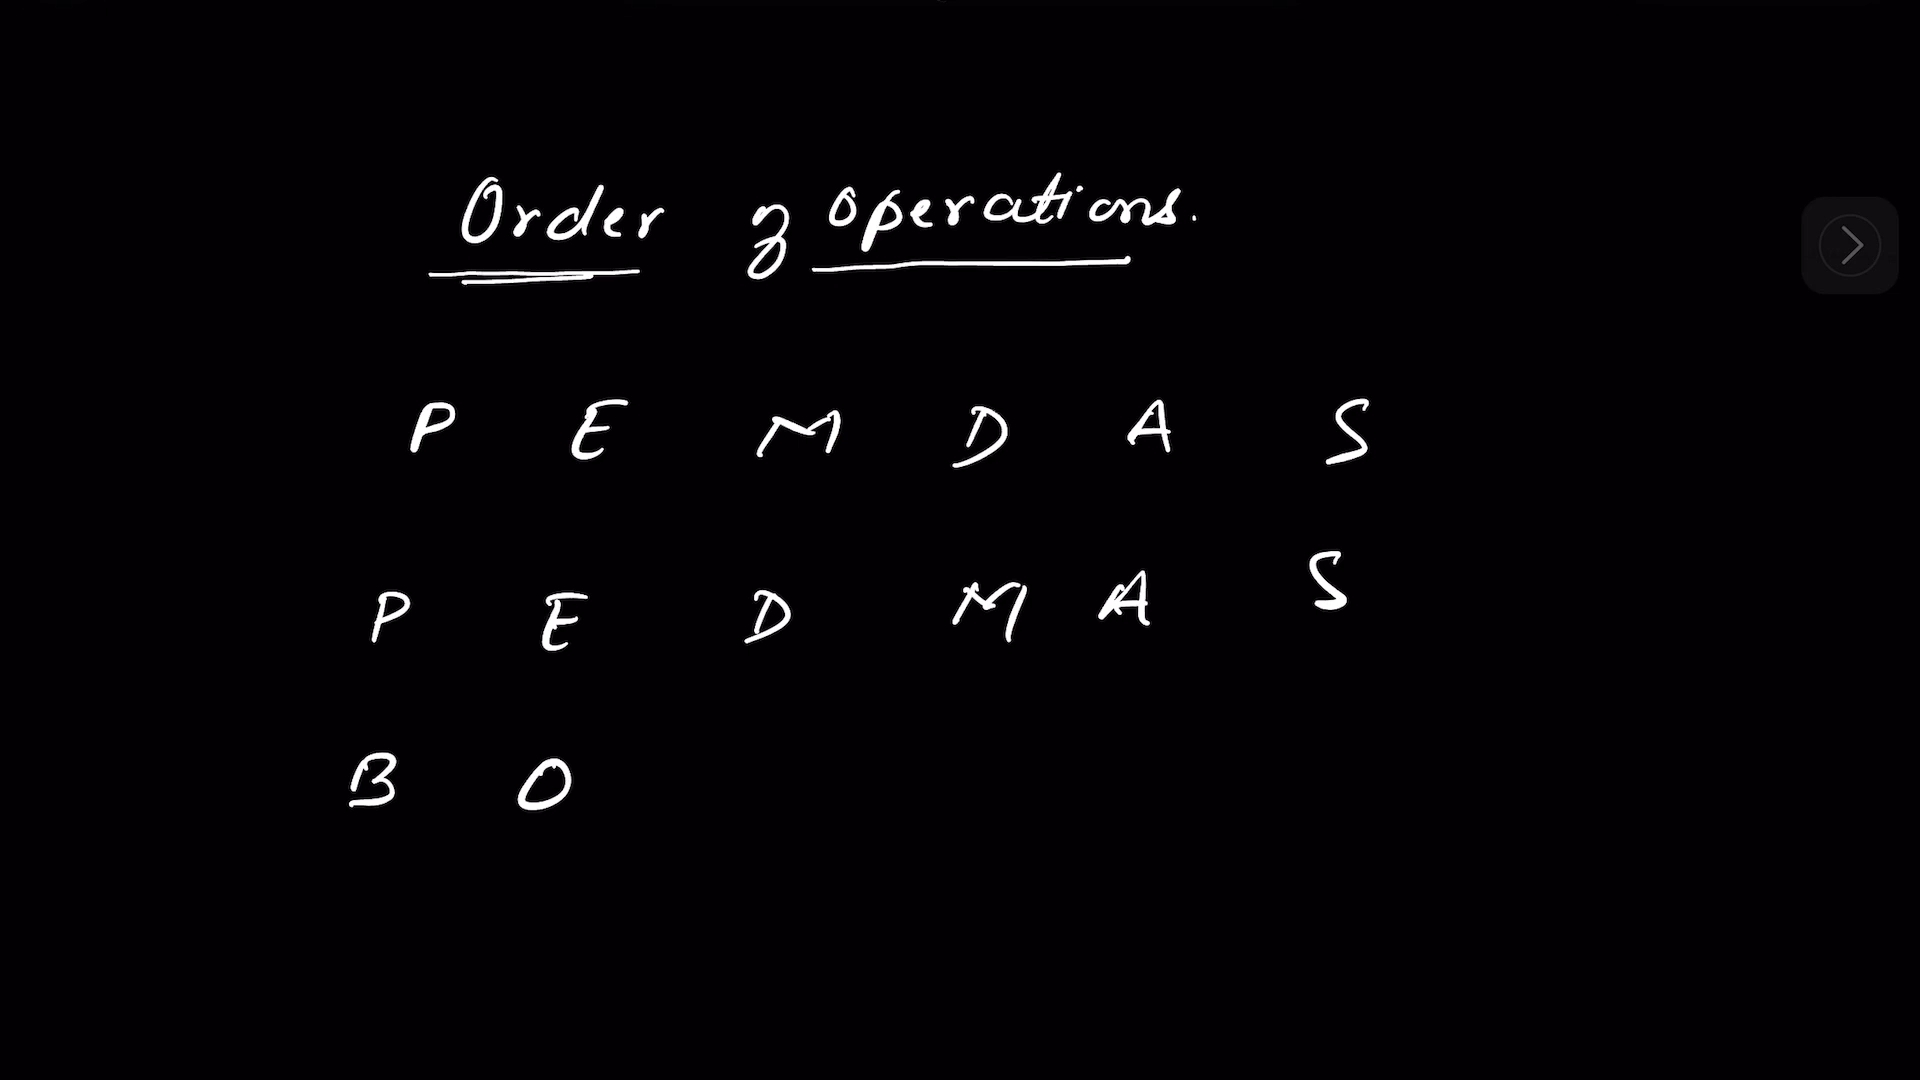 Order of operations.
P E M D A S
P E D M A S
B O